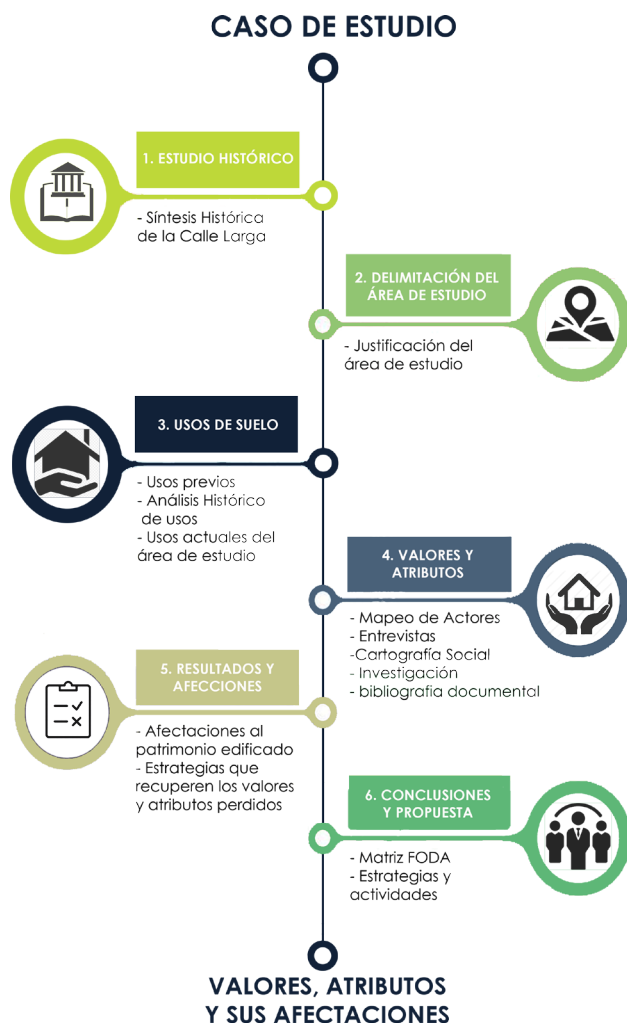 CASO DE ESTUDIO
1. ESTUDIO HISTÓRICO
- Síntesis Histórica
de la Calle Larga
2. DELIMITACIÓN DEL
ÁREA DE ESTUDIO
- Justificación del
área de estudio
3. USOS DE SUELO
- Usos previos
- Análisis Histórico
de usos
- Usos actuales del
área de estudio
4. VALORES Y
ATRIBUTOS
- Mapeo de Actores
- Entrevistas
-Cartografía Social
- Investigación
- bibliografia documental
5. RESULTADOS Y
AFECCIONES
- Afectaciones al
patrimonio edificado
- Estrategias que
recuperen los valores
y atributos perdidos
6. CONCLUSIONES
Y PROPUESTA
- Matriz FODA
- Estrategias y
actividades
VALORES, ATRIBUTOS
Y SUS AFECTACIONES